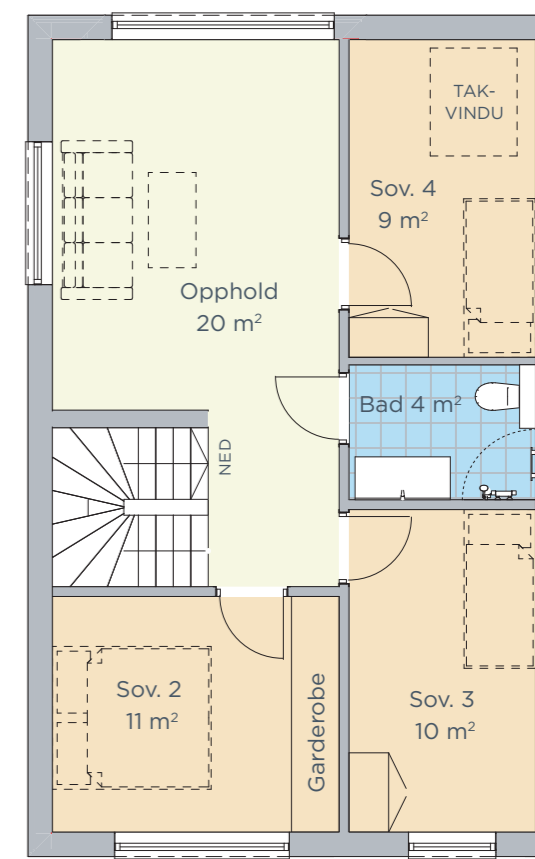 TAK-
VINDU
Sov. 4
9 m²
Opphold
20 m²
Bad 4 m²
NED
Sov. 2
11 m²
Garderobe
Sov. 3
10 m²